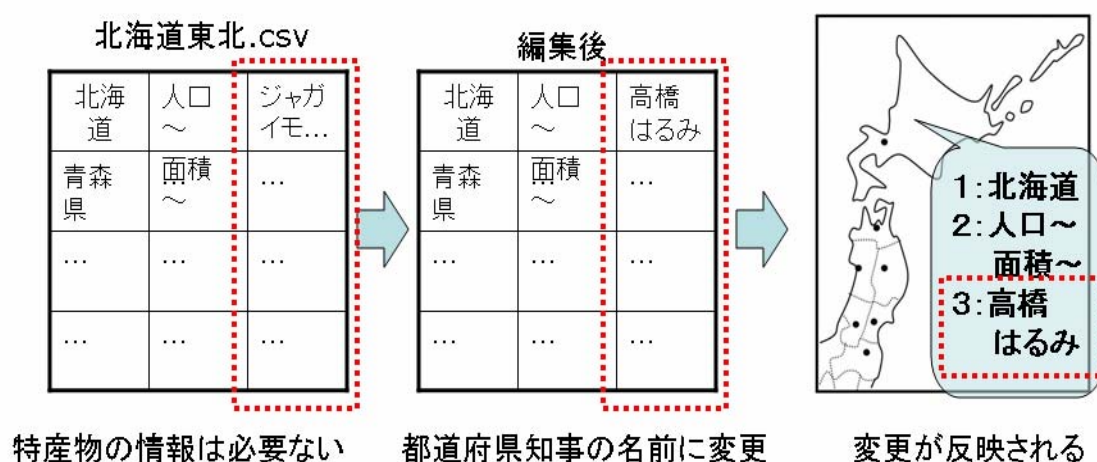 北海道東北.csv
北海
道
人口
～
ジャガ
イモ...
青森
県
面積
...
～
...
...
...
...
...
...
...
編集後
北海
道
人口
～
高橋
はるみ
青森
県
面積
...
～
...
...
...
...
...
...
...
1:北海道
2:人口～
面積～
3:高橋
はるみ
特産物の情報は必要ない
都道府県知事の名前に変更
変更が反映される